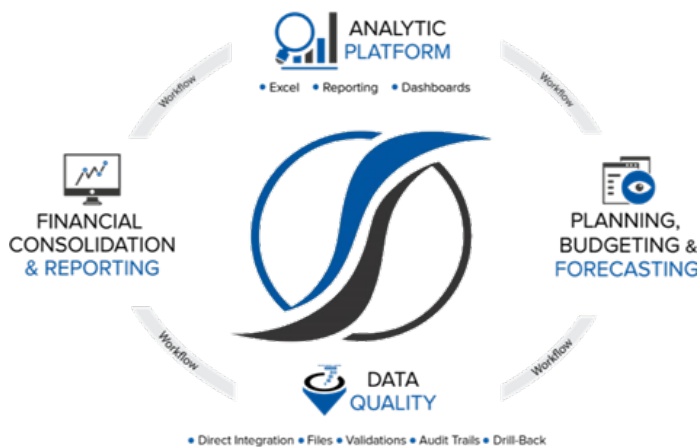 ANALYTIC
PLATFORM
• Excel • Reporting • Dashboards
Workflow
Workflow
FINANCIAL
CONSOLIDATION
& REPORTING
PLANNING,
BUDGETING &
FORECASTING
Workflow
Workflow
DATA
QUALITY
• Direct Integration • Files • Validations • Audit Trails • Drill-Back